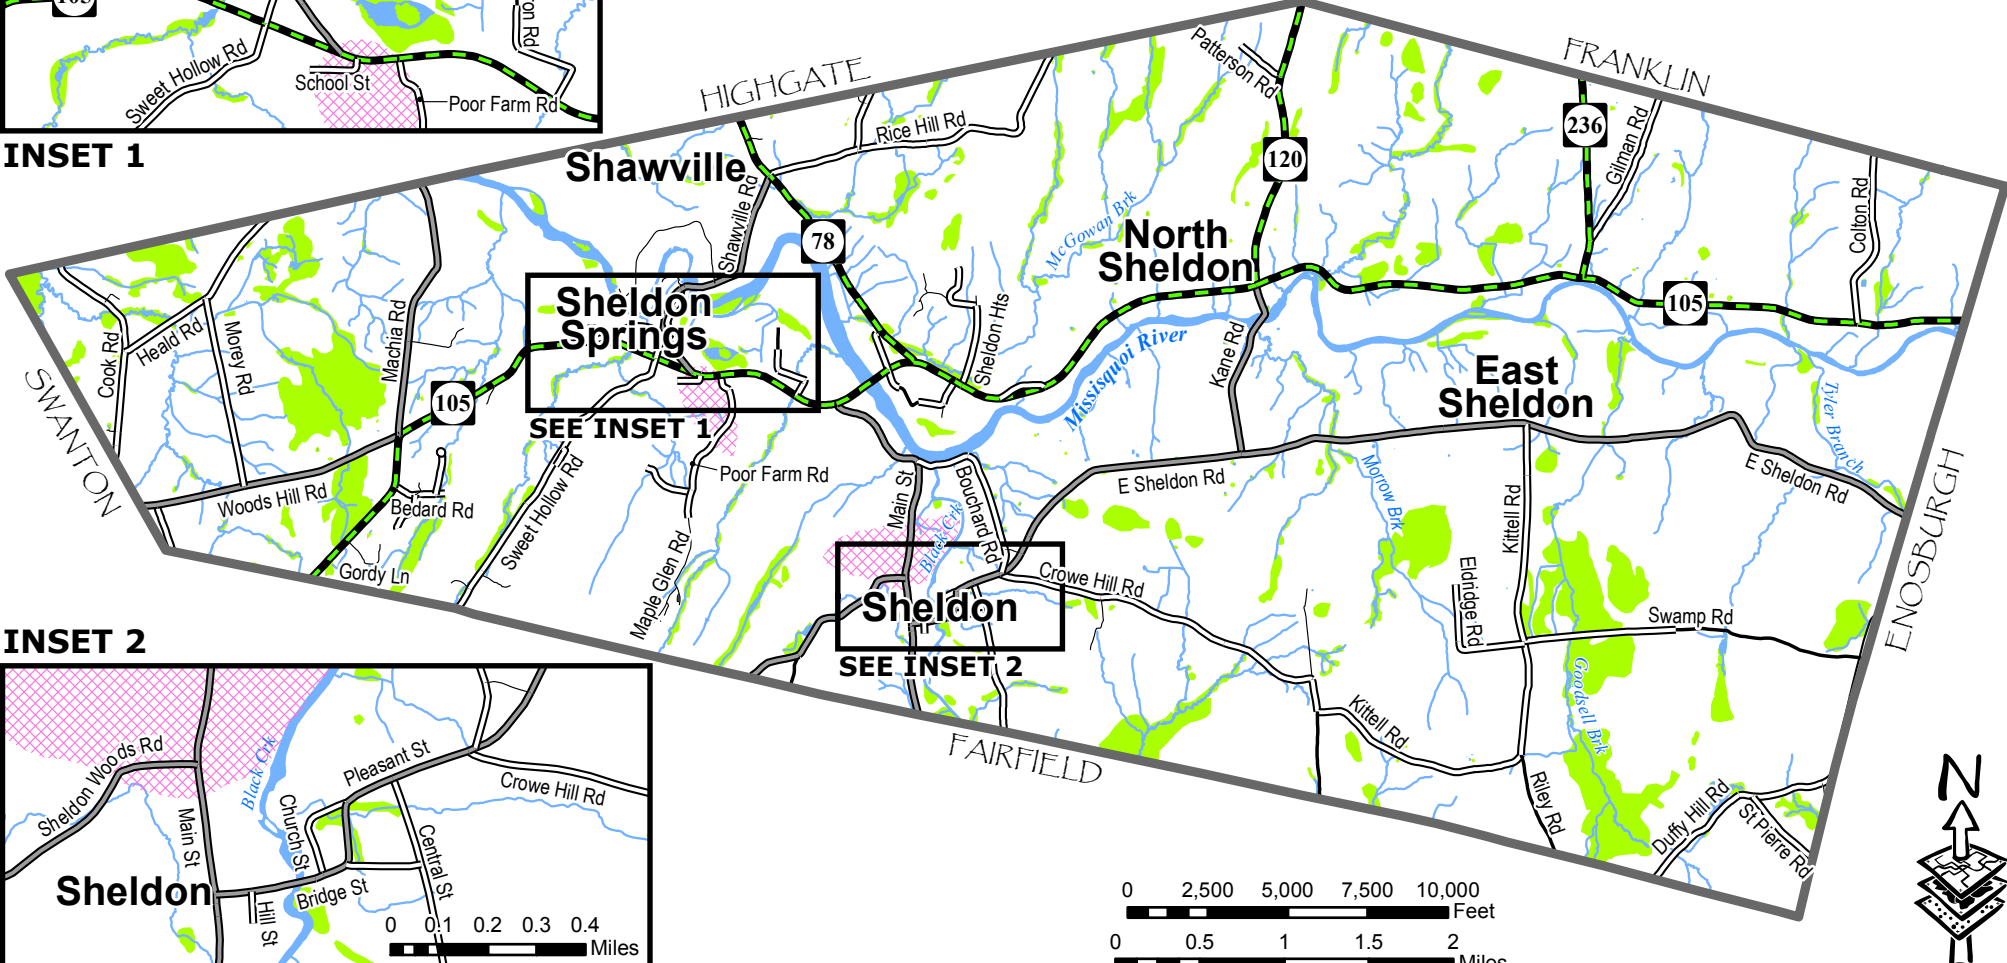 Sweet Hollow Rd
School St
Poor Farm Rd
on Rd
INSET 1
HIGHGATE
FRANKLIN
SWANTON
ENOSBURGH
FAIRFIELD
Shawville
Shawville Rd
Rice Hill Rd
78
Patterson Rd
120
236
Gilman Rd
Colton Rd
105
McGowan Brk
North
Sheldon
Sheldon
Springs
SEE INSET 1
Sheldon Hts
Missisquoi River
Kane Rd
East
Sheldon
Tyler Branch
E Sheldon Rd
E Sheldon Rd
Cook Rd
Heald Rd
Morey Rd
Machia Rd
105
Woods Hill Rd
Bedard Rd
Gordy Ln
Sweet Hollow Rd
Poor Farm Rd
Maple Glen Rd
Main St
Black Crk
Bouchard Rd
Crowe Hill Rd
Sheldon
SEE INSET 2
Morrow Brk
Kittell Rd
Eldridge Rd
Swamp Rd
Goodsell Brk
Kittell Rd
Riley Rd
Duffy Hill Rd
St Pierre Rd
INSET 2
Sheldon Woods Rd
Main St
Black Crk
Church St
Pleasant St
Crowe Hill Rd
Central St
Bridge St
Hill St
Sheldon
0 0.1 0.2 0.3 0.4
Miles
0 2,500 5,000 7,500 10,000
Feet
0 0.5 1 1.5 2
Miles
N